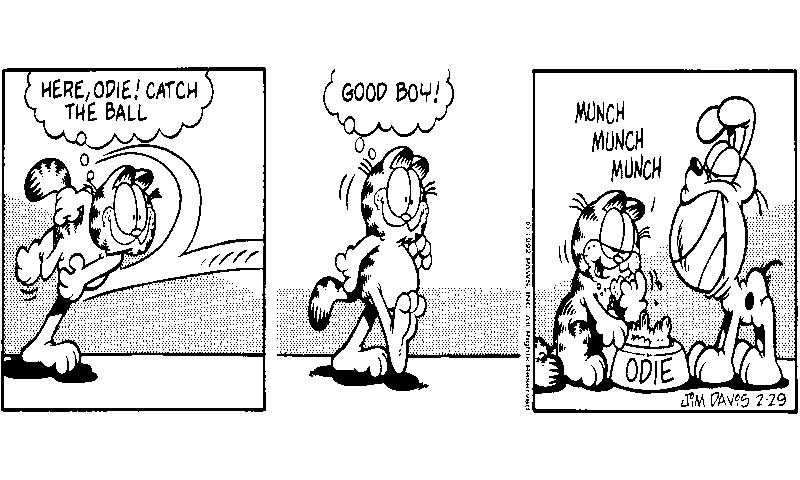 HERE, ODIE! CATCH
THE BALL
GOOD BOY!
MUNCH
MUNCH
MUNCH
ODIE
JIM DAVIS 2-29